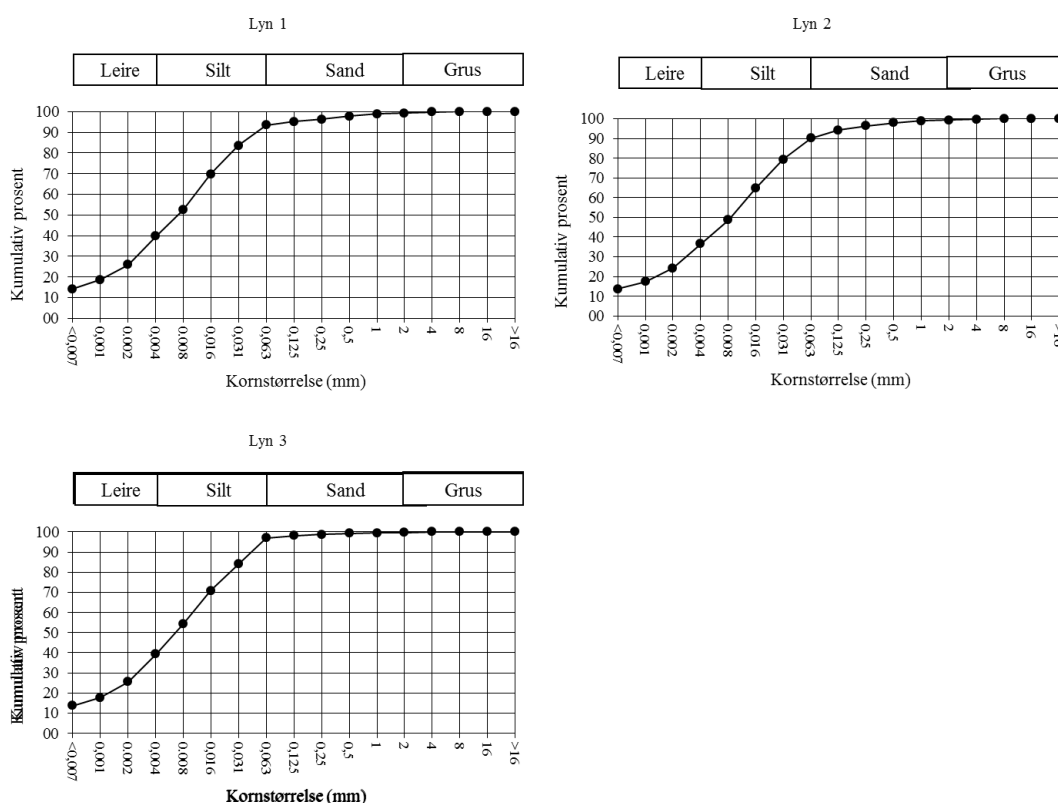 Lyn 1
Leire Silt Sand Grus
100
90
80
70
60
50
40
30
20
10
00
Kumulativ prosent
<0,007 0.001 0.002 0.004 0.008 0,016 0,031 0,063 0,125 0,25 0,5 1 2 4 8 16 >16
Kornstørrelse (mm)
Lyn 2
Leire Silt Sand Grus
100
90
80
70
60
50
40
30
20
10
00
Kumulativ prosent
<0,007 0,001 0.002 0.004 0.008 0,016 0,031 0,063 0,125 0,25 0,5 1 2 4 8 16 >16
Kornstørrelse (mm)
Lyn 3
Leire Silt Sand Grus
100
90
80
70
60
50
40
30
20
10
00
Kumulativ prosent
<0,007 0.001 0.002 0.004 0.008 0,016 0,031 0,063 0,125 0,25 0,5 1 2 4 8 16 >16
Kornstørrelse (mm)